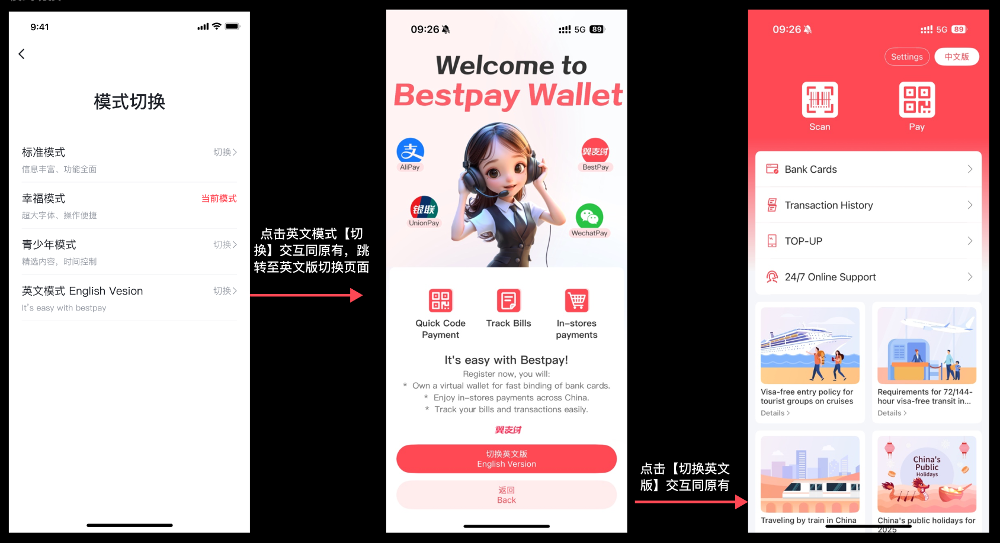 9:41
模式切换
标准模式
切换
信息丰富、功能全面
幸福模式
当前模式
超大字体、操作便捷
青少年模式
切换
精选内容，时间控制
英文模式 English Vesion
切换
It's easy with bestpay
点击英文模式【切
换】交互同原有，跳
转至英文版切换页面
09:26
5G
89
Welcome to
Bestpay Wallet
支
AliPay
翼支付
BestPay
银联
UnionPay
WechatPay
Quick Code
Payment
Track Bills
In-stores
payments
It's easy with Bestpay!
Register now, you will:
* Own a virtual wallet for fast binding of bank cards.
* Enjoy in-stores payments across China.
* Track your bills and transactions easily.
翼支付
切换英文版
English Version
返回
Back
点击【切换英文
版】交互同原有
09:26
5G
89
Settings
中文版
Scan
Pay
Bank Cards
Transaction History
TOP-UP
24/7 Online Support
Visa-free entry policy for
tourist groups on cruises
Details
Requirements for 72/144-
hour visa-free transit in...
Details
Traveling by train in China
China's
Public
Holidays
China's public holidays for
2025